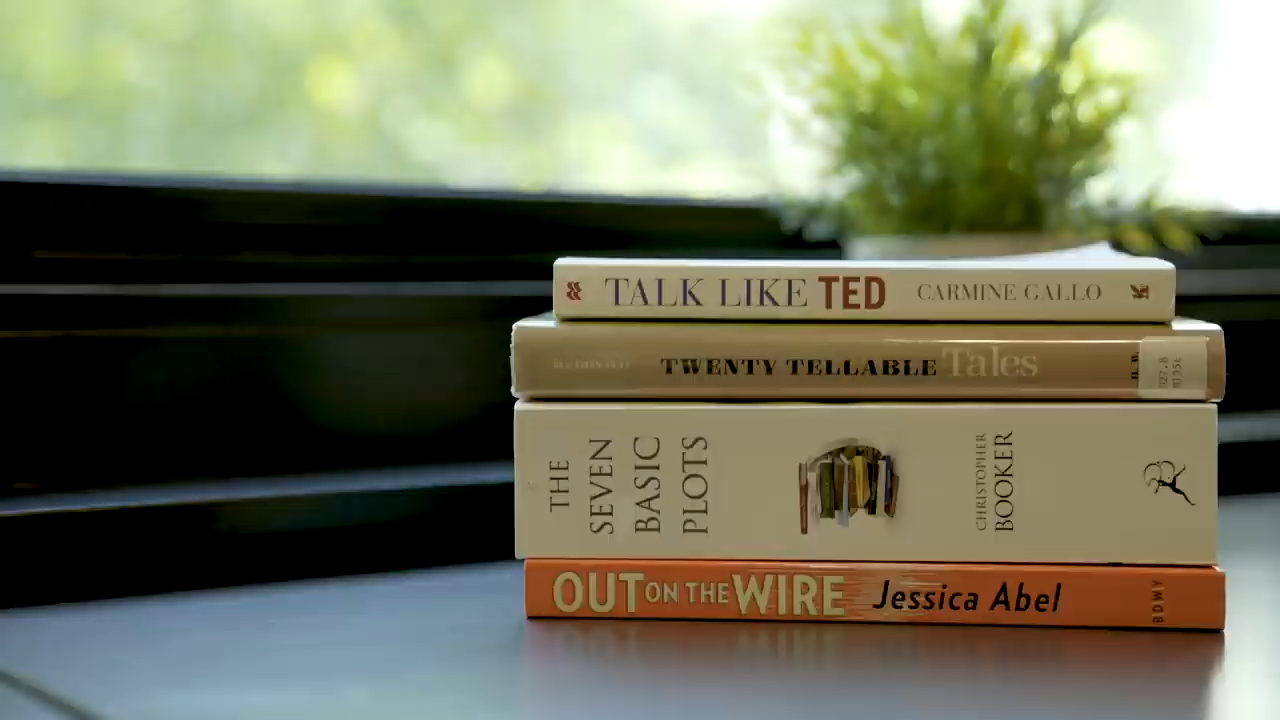 TALK LIKE TED CARMINE GALLO
TWENTY TELLABLE Tales
THE
SEVEN
BASIC
PLOTS
CHRISTOPHER
BOOKER
OUT ON THE WIRE Jessica Abel BDWY